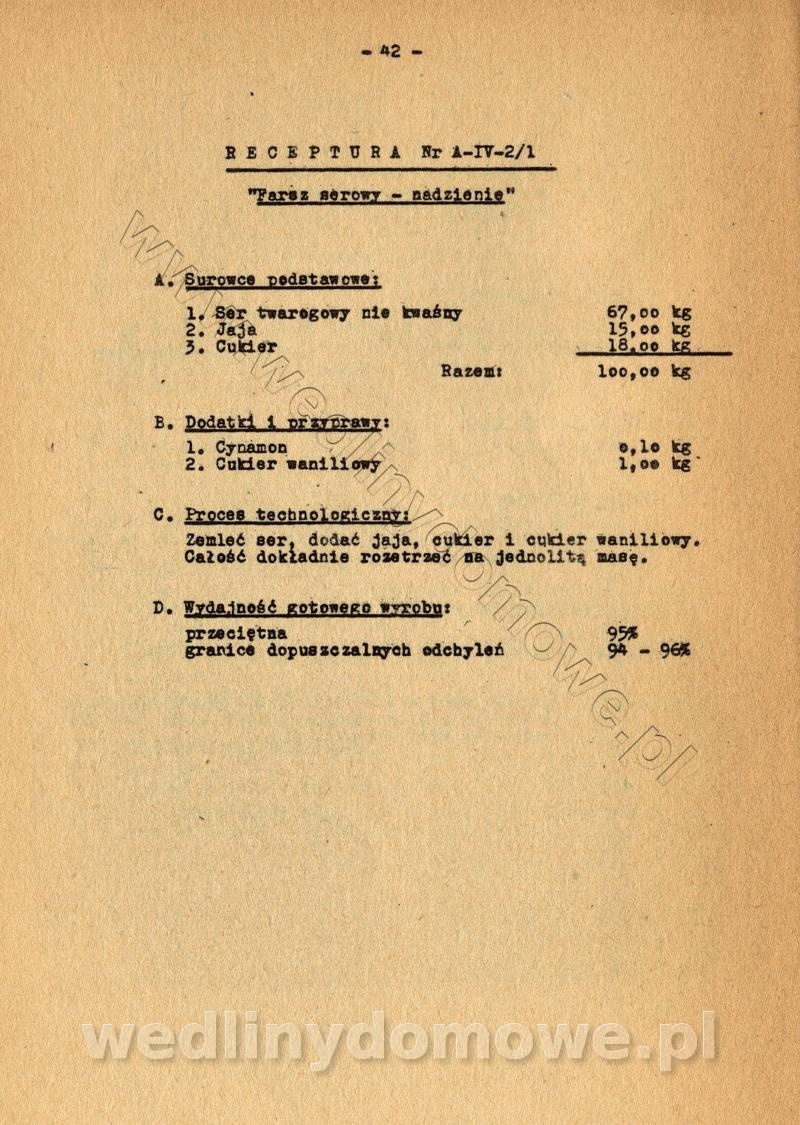 - 42 -
RECEPTURA Nr A-IV-2/1
"Farsz serowy - nadzienie"
A. Surowce podstawowe:
1. Ser twarogowy nie kwaśny 67,00 kg
2. Jaja 15,00 kg
3. Cukier 18,00 kg
Razem: 100,00 kg
B. Dodatki i przyprawy:
1. Cynamon 0,10 kg
2. Cukier waniliowy 1,00 kg
C. Proces technologiczny:
Zemleć ser, dodać jaja, cukier i cukier waniliowy.
Całość dokładnie rozetrzeć na jednolitą masę.
D. Wydajność gotowego wyrobu:
przeciętna 95%
granice dopuszczalnych odchyleń 94 - 96%
www.wedlinydomowe.pl
wedlinydomowe.pl